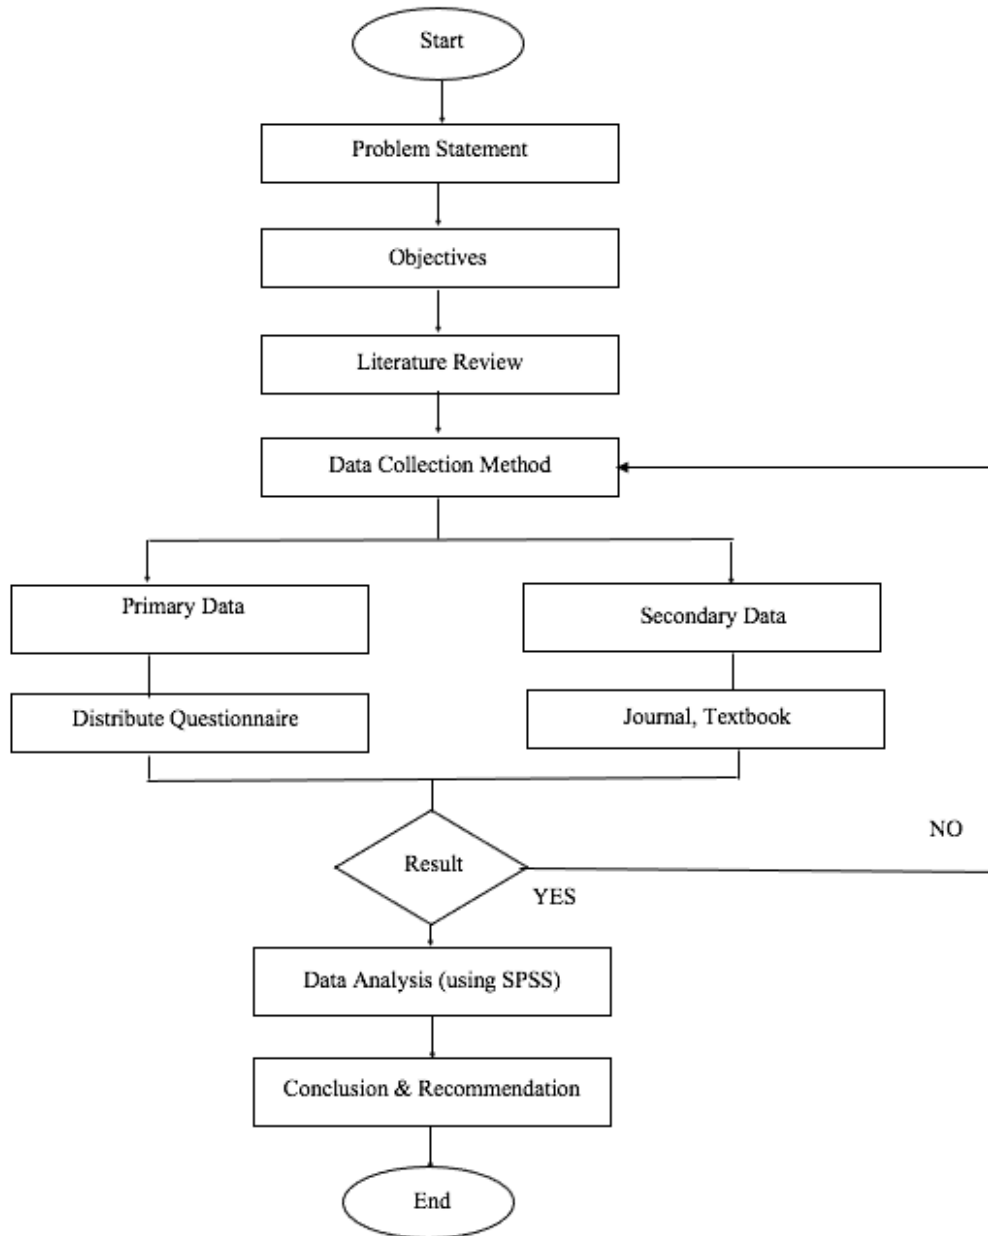 Start
Problem Statement
Objectives
Literature Review
Data Collection Method
Primary Data
Secondary Data
Distribute Questionnaire
Journal, Textbook
NO
Result
YES
Data Analysis (using SPSS)
Conclusion & Recommendation
End